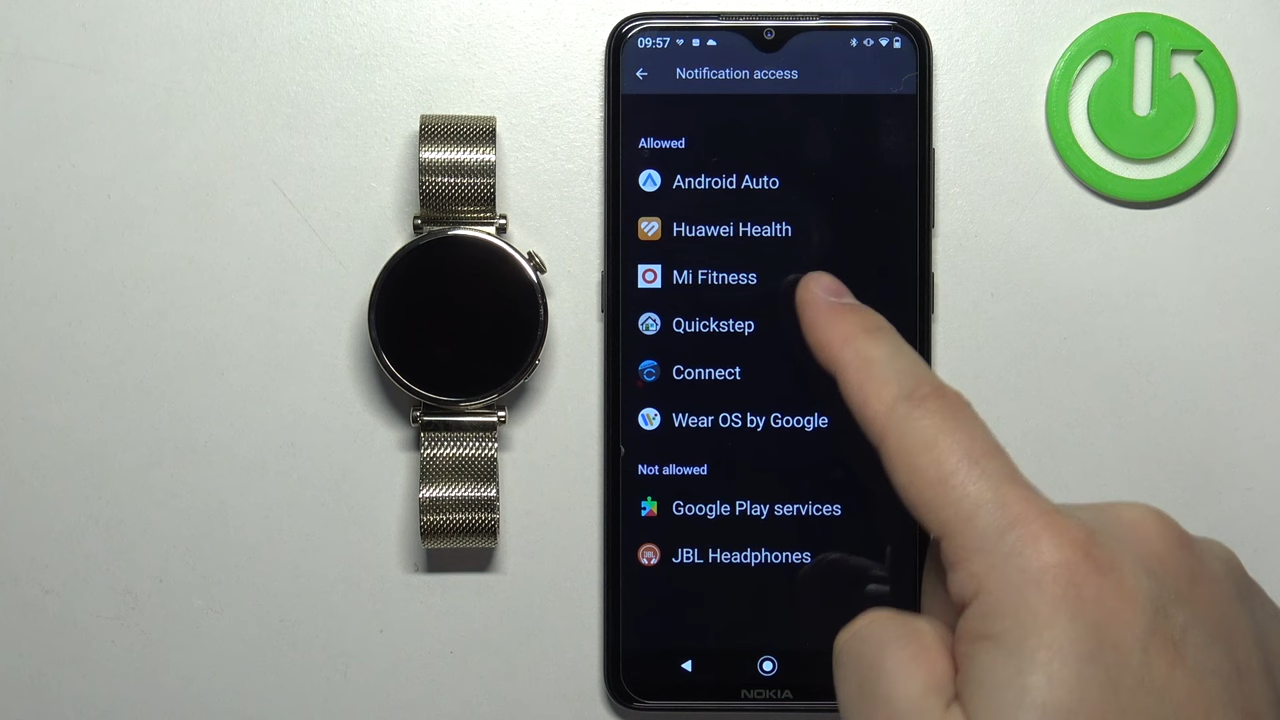 09:57
Notification access
Allowed
Android Auto
Huawei Health
Mi Fitness
Quickstep
Connect
Wear OS by Google
Not allowed
Google Play services
JBL Headphones
NOKIA